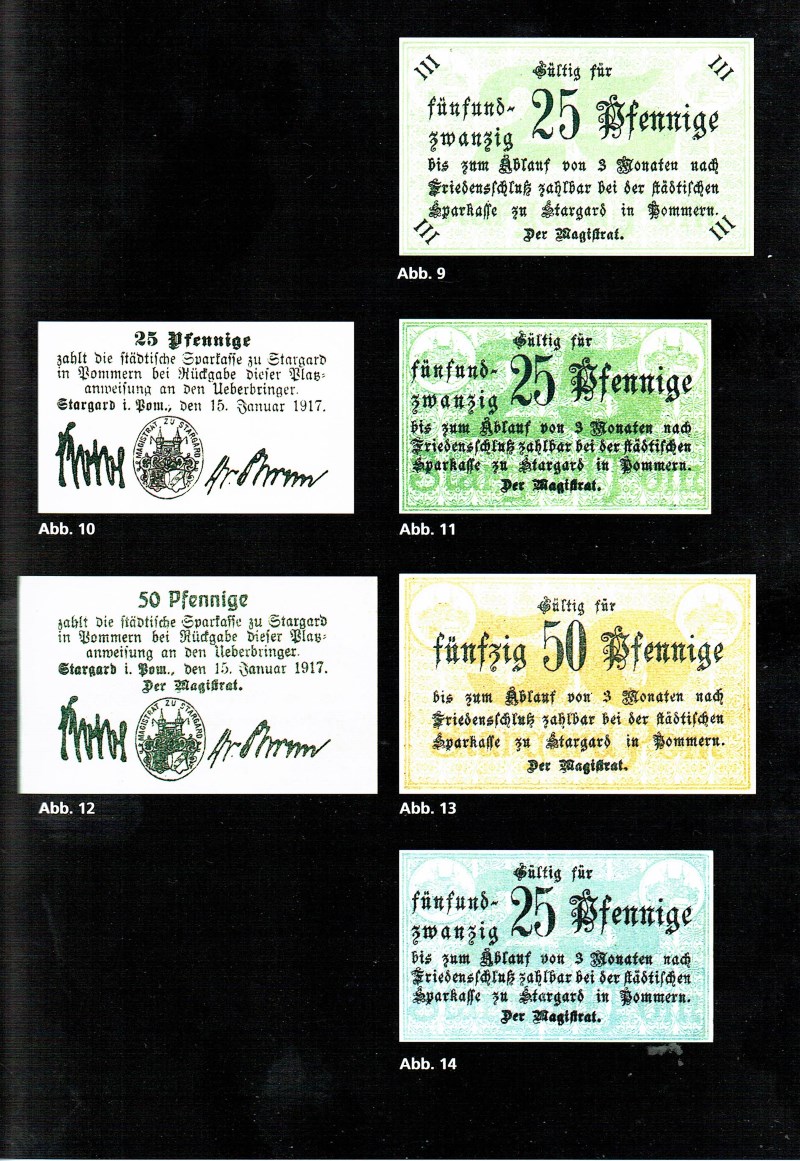 III
III
Gültig für
fünfund-
zwanzig
25 Pfennige
bis zum Ablauf von 3 Monaten nach
Friedensschluß zahlbar bei der städtischen
Sparkasse zu Stargard in Pommern.
Der Magistrat.
III
III
Abb. 9
25 Pfennige
zahlt die städtische Sparkasse zu Stargard
in Pommern bei Rückgabe dieser Platz-
anweisung an den Ueberbringer.
Stargard i. Pom., den 15. Januar 1917.
MAGISTRAT ZU STARGARD
Abb. 10
Gültig für
fünfund-
zwanzig
25 Pfennige
bis zum Ablauf von 3 Monaten nach
Friedensschluß zahlbar bei der städtischen
Sparkasse zu Stargard in Pommern.
Der Magistrat.
Abb. 11
50 Pfennige
zahlt die städtische Sparkasse zu Stargard
in Pommern bei Rückgabe dieser Platz-
anweisung an den Ueberbringer.
Stargard i. Pom., den 15. Januar 1917.
Der Magistrat.
MAGISTRAT ZU STARGARD
Abb. 12
Gültig für
fünfzig 50 Pfennige
bis zum Ablauf von 3 Monaten nach
Friedensschluß zahlbar bei der städtischen
Sparkasse zu Stargard in Pommern.
Der Magistrat.
Abb. 13
Gültig für
fünfund-
zwanzig
25 Pfennige
bis zum Ablauf von 3 Monaten nach
Friedensschluß zahlbar bei der städtischen
Sparkasse zu Stargard in Pommern.
Der Magistrat.
Abb. 14